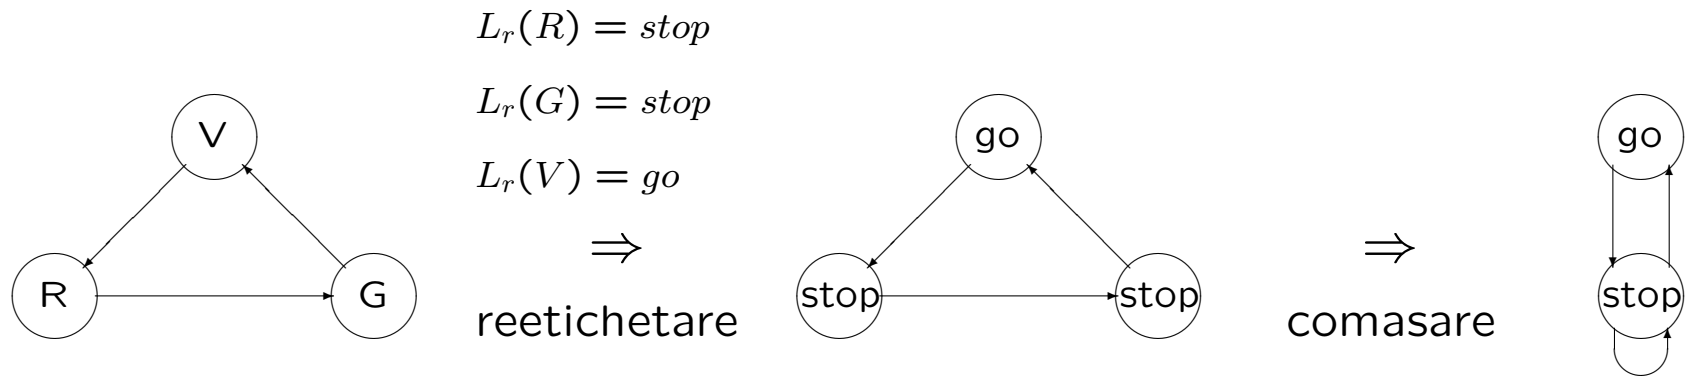 L_r(R) = stop
L_r(G) = stop
L_r(V) = go
V
R
G
⇒
reetichetare
go
stop
stop
⇒
comasare
go
stop